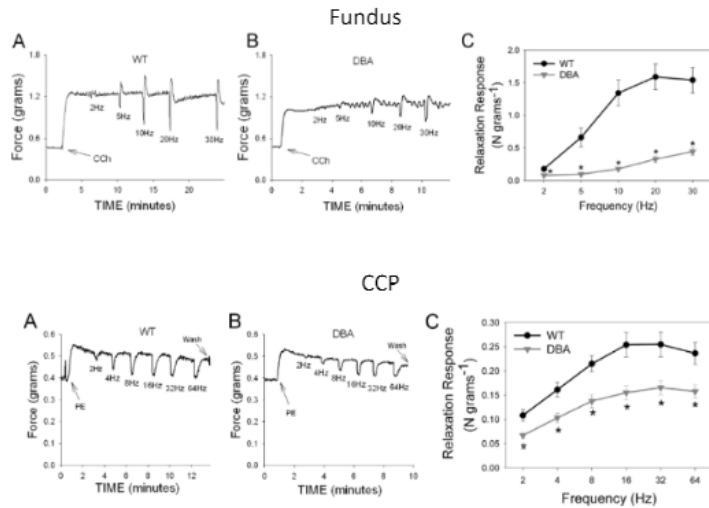 Fundus
A
WT
Force (grams)
1.8
1.2
0.6
0.0
2Hz
5Hz
10Hz
20Hz
30Hz
CCh
0
5
10
15
20
TIME (minutes)
B
DBA
Force (grams)
1.8
1.2
0.6
0.0
2Hz
5Hz
10Hz
20Hz
30Hz
CCh
0
2
4
6
8
10
TIME (minutes)
C
WT
DBA
Relaxation Response
(N grams-1)
2.0
1.5
1.0
0.5
0.0
*
*
*
*
*
2
5
10
20
30
Frequency (Hz)
CCP
A
WT
Wash
Force (grams)
0.6
0.5
0.4
0.3
0.2
0.1
0.0
2Hz
4Hz
8Hz
16Hz
32Hz
64Hz
PE
0
2
4
6
8
10
12
TIME (minutes)
B
DBA
Wash
Force (grams)
0.6
0.5
0.4
0.3
0.2
0.1
0.0
2Hz
4Hz
8Hz
16Hz
32Hz
64Hz
PE
0
2
4
6
8
10
TIME (minutes)
C
WT
DBA
Relaxation Response
(N grams-1)
0.30
0.25
0.20
0.15
0.10
0.05
0.00
*
*
*
*
*
*
2
4
8
16
32
64
Frequency (Hz)